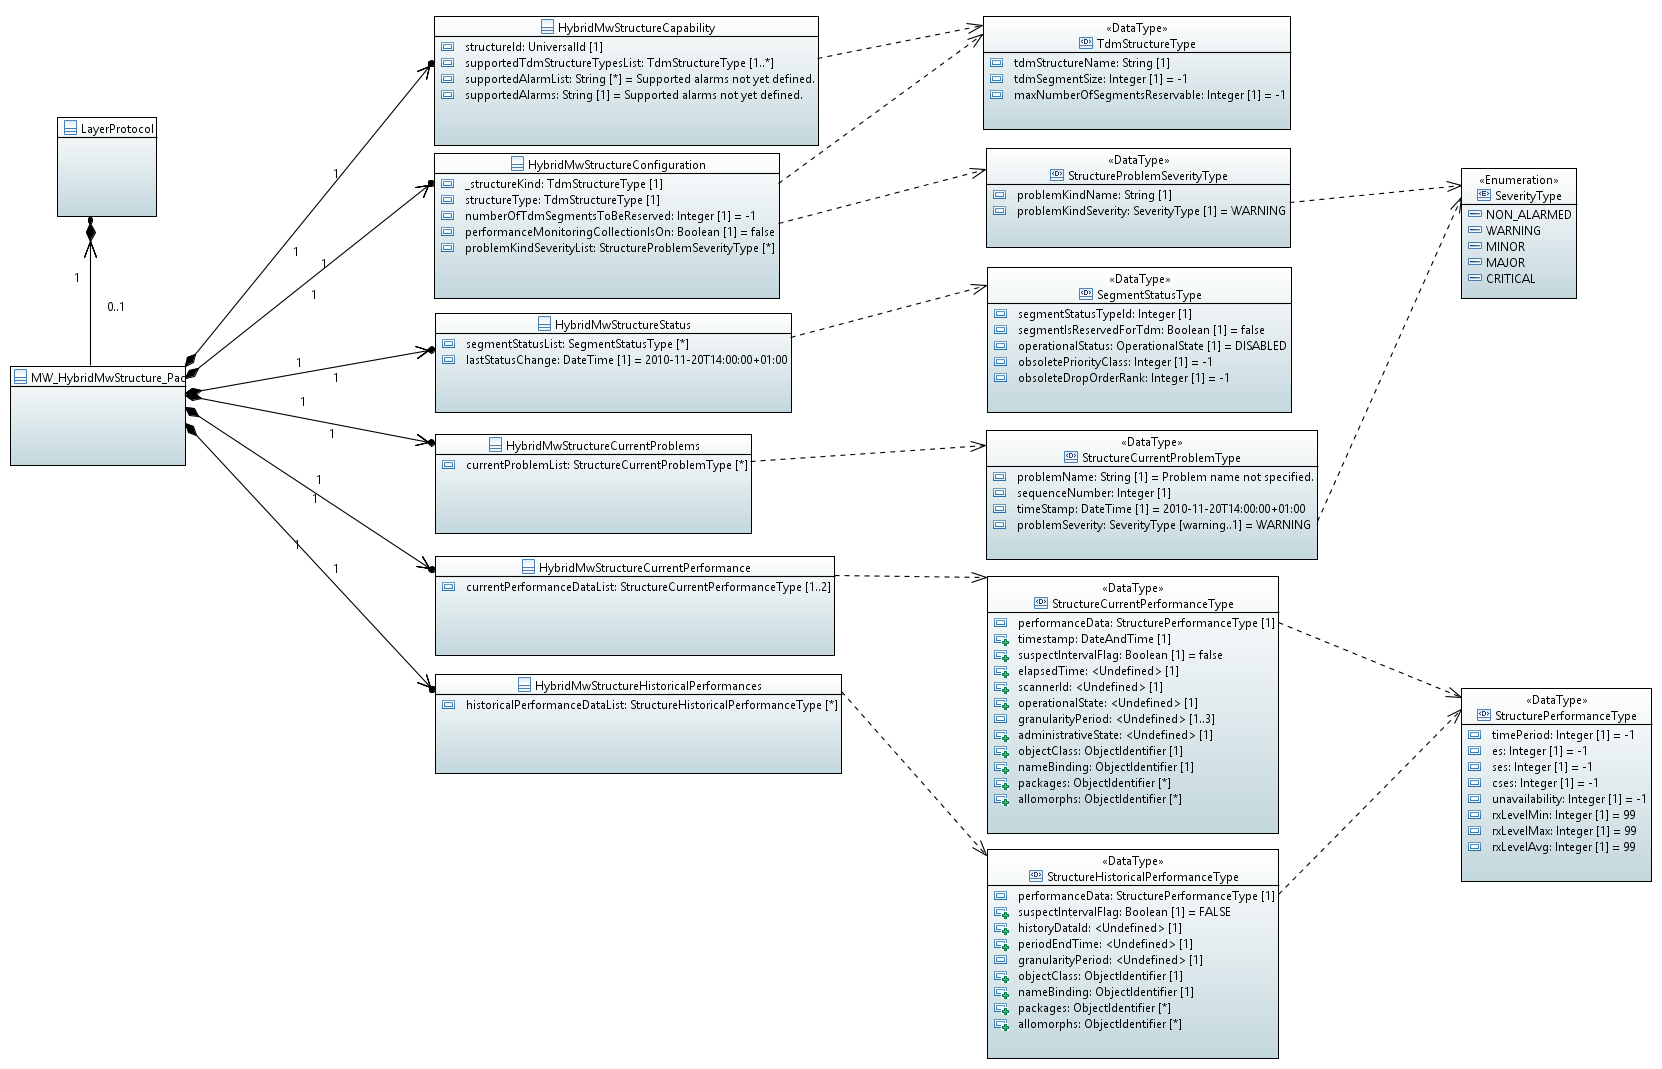 LayerProtocol
1
0..1
MW_HybridMwStructure_Pac
1
1
1
1
1
1
1
1
1
1
1
1
HybridMwStructureCapability
structureId: UniversalId [1]
supportedTdmStructureTypesList: TdmStructureType [1..*]
supportedAlarmList: String [*] = Supported alarms not yet defined.
supportedAlarms: String [1] = Supported alarms not yet defined.
HybridMwStructureConfiguration
_structureKind: TdmStructureType [1]
structureType: TdmStructureType [1]
numberOfTdmSegmentsToBeReserved: Integer [1] = -1
performanceMonitoringCollectionIsOn: Boolean [1] = false
problemKindSeverityList: StructureProblemSeverityType [*]
HybridMwStructureStatus
segmentStatusList: SegmentStatusType [*]
lastStatusChange: DateTime [1] = 2010-11-20T14:00:00+01:00
HybridMwStructureCurrentProblems
currentProblemList: StructureCurrentProblemType [*]
HybridMwStructureCurrentPerformance
currentPerformanceDataList: StructureCurrentPerformanceType [1..2]
HybridMwStructureHistoricalPerformances
historicalPerformanceDataList: StructureHistoricalPerformanceType [*]
«DataType»
TdmStructureType
tdmStructureName: String [1]
tdmSegmentSize: Integer [1] = -1
maxNumberOfSegmentsReservable: Integer [1] = -1
«DataType»
StructureProblemSeverityType
problemKindName: String [1]
problemKindSeverity: SeverityType [1] = WARNING
«DataType»
SegmentStatusType
segmentStatusTypeId: Integer [1]
segmentIsReservedForTdm: Boolean [1] = false
operationalStatus: OperationalState [1] = DISABLED
obsoletePriorityClass: Integer [1] = -1
obsoleteDropOrderRank: Integer [1] = -1
«DataType»
StructureCurrentProblemType
problemName: String [1] = Problem name not specified.
sequenceNumber: Integer [1]
timeStamp: DateTime [1] = 2010-11-20T14:00:00+01:00
problemSeverity: SeverityType [warning..1] = WARNING
«DataType»
StructureCurrentPerformanceType
performanceData: StructurePerformanceType [1]
timestamp: DateAndTime [1]
suspectIntervalFlag: Boolean [1] = false
elapsedTime: <Undefined> [1]
scannerId: <Undefined> [1]
operationalState: <Undefined> [1]
granularityPeriod: <Undefined> [1..3]
administrativeState: <Undefined> [1]
objectClass: ObjectIdentifier [1]
nameBinding: ObjectIdentifier [1]
packages: ObjectIdentifier [*]
allomorphs: ObjectIdentifier [*]
«DataType»
StructureHistoricalPerformanceType
performanceData: StructurePerformanceType [1]
suspectIntervalFlag: Boolean [1] = FALSE
historyDataId: <Undefined> [1]
periodEndTime: <Undefined> [1]
granularityPeriod: <Undefined> [1]
objectClass: ObjectIdentifier [1]
nameBinding: ObjectIdentifier [1]
packages: ObjectIdentifier [*]
allomorphs: ObjectIdentifier [*]
«Enumeration»
SeverityType
NON_ALARMED
WARNING
MINOR
MAJOR
CRITICAL
«DataType»
StructurePerformanceType
timePeriod: Integer [1] = -1
es: Integer [1] = -1
ses: Integer [1] = -1
cses: Integer [1] = -1
unavailability: Integer [1] = -1
rxLevelMin: Integer [1] = 99
rxLevelMax: Integer [1] = 99
rxLevelAvg: Integer [1] = 99